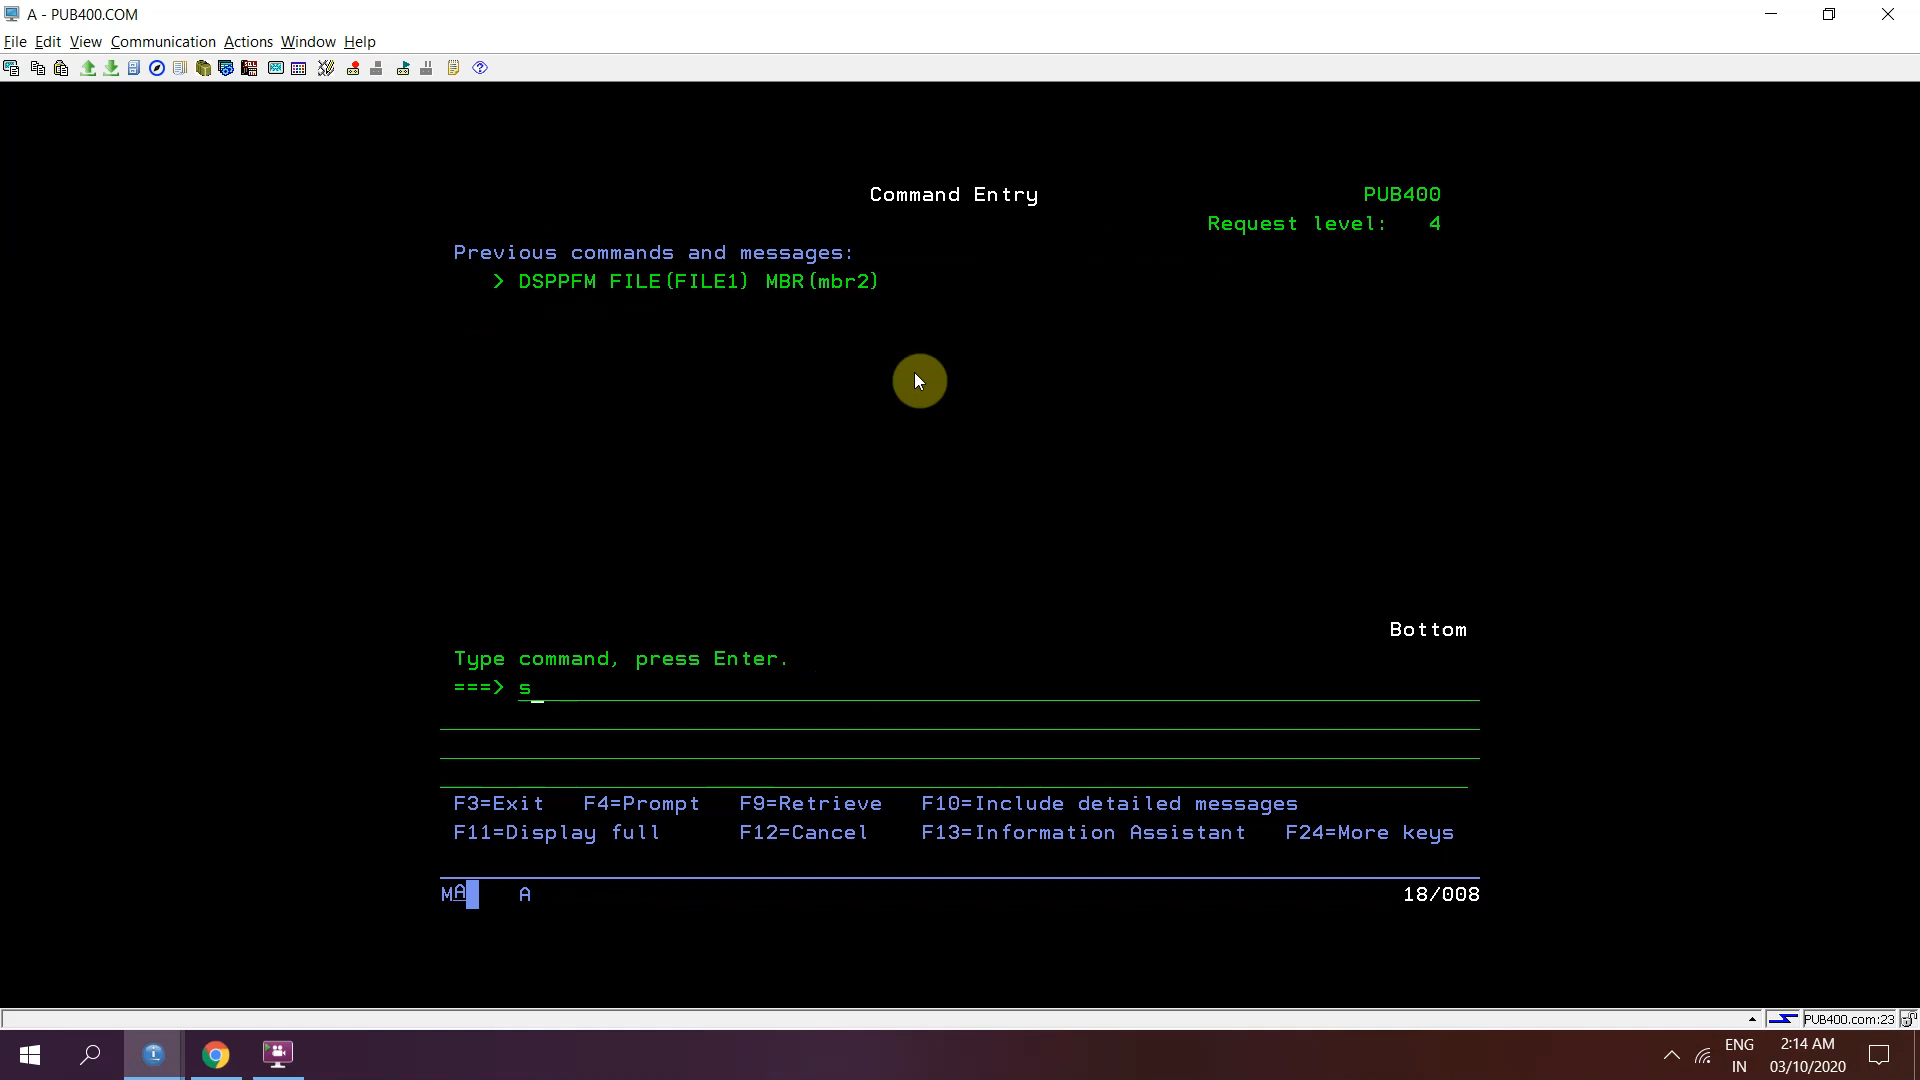 A - PUB400.COM
File Edit View Communication Actions Window Help
Command Entry PUB400
Request level: 4
Previous commands and messages:
> DSPPFM FILE(FILE1) MBR(mbr2)
Bottom
Type command, press Enter.
===> s_
F3=Exit F4=Prompt F9=Retrieve F10=Include detailed messages
F11=Display full F12=Cancel F13=Information Assistant F24=More keys
MA A 18/008
PUB400.com:23
ENG 2:14 AM
IN 03/10/2020